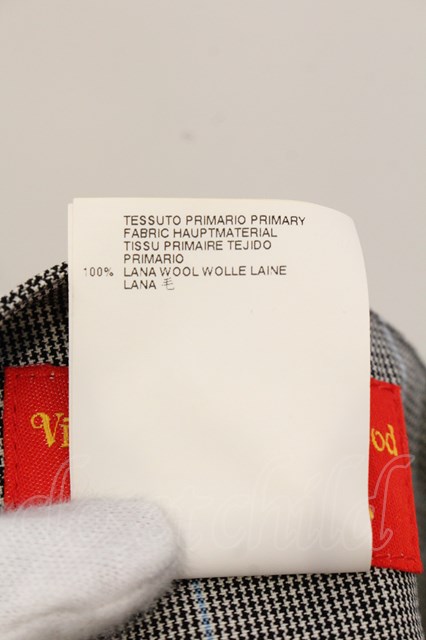 TESSUTO PRIMARIO PRIMARY
FABRIC HAUPTMATERIAL
TISSU PRIMAIRE TEJIDO
PRIMARIO
100% LANA WOOL WOLLE LAINE
LANA 毛